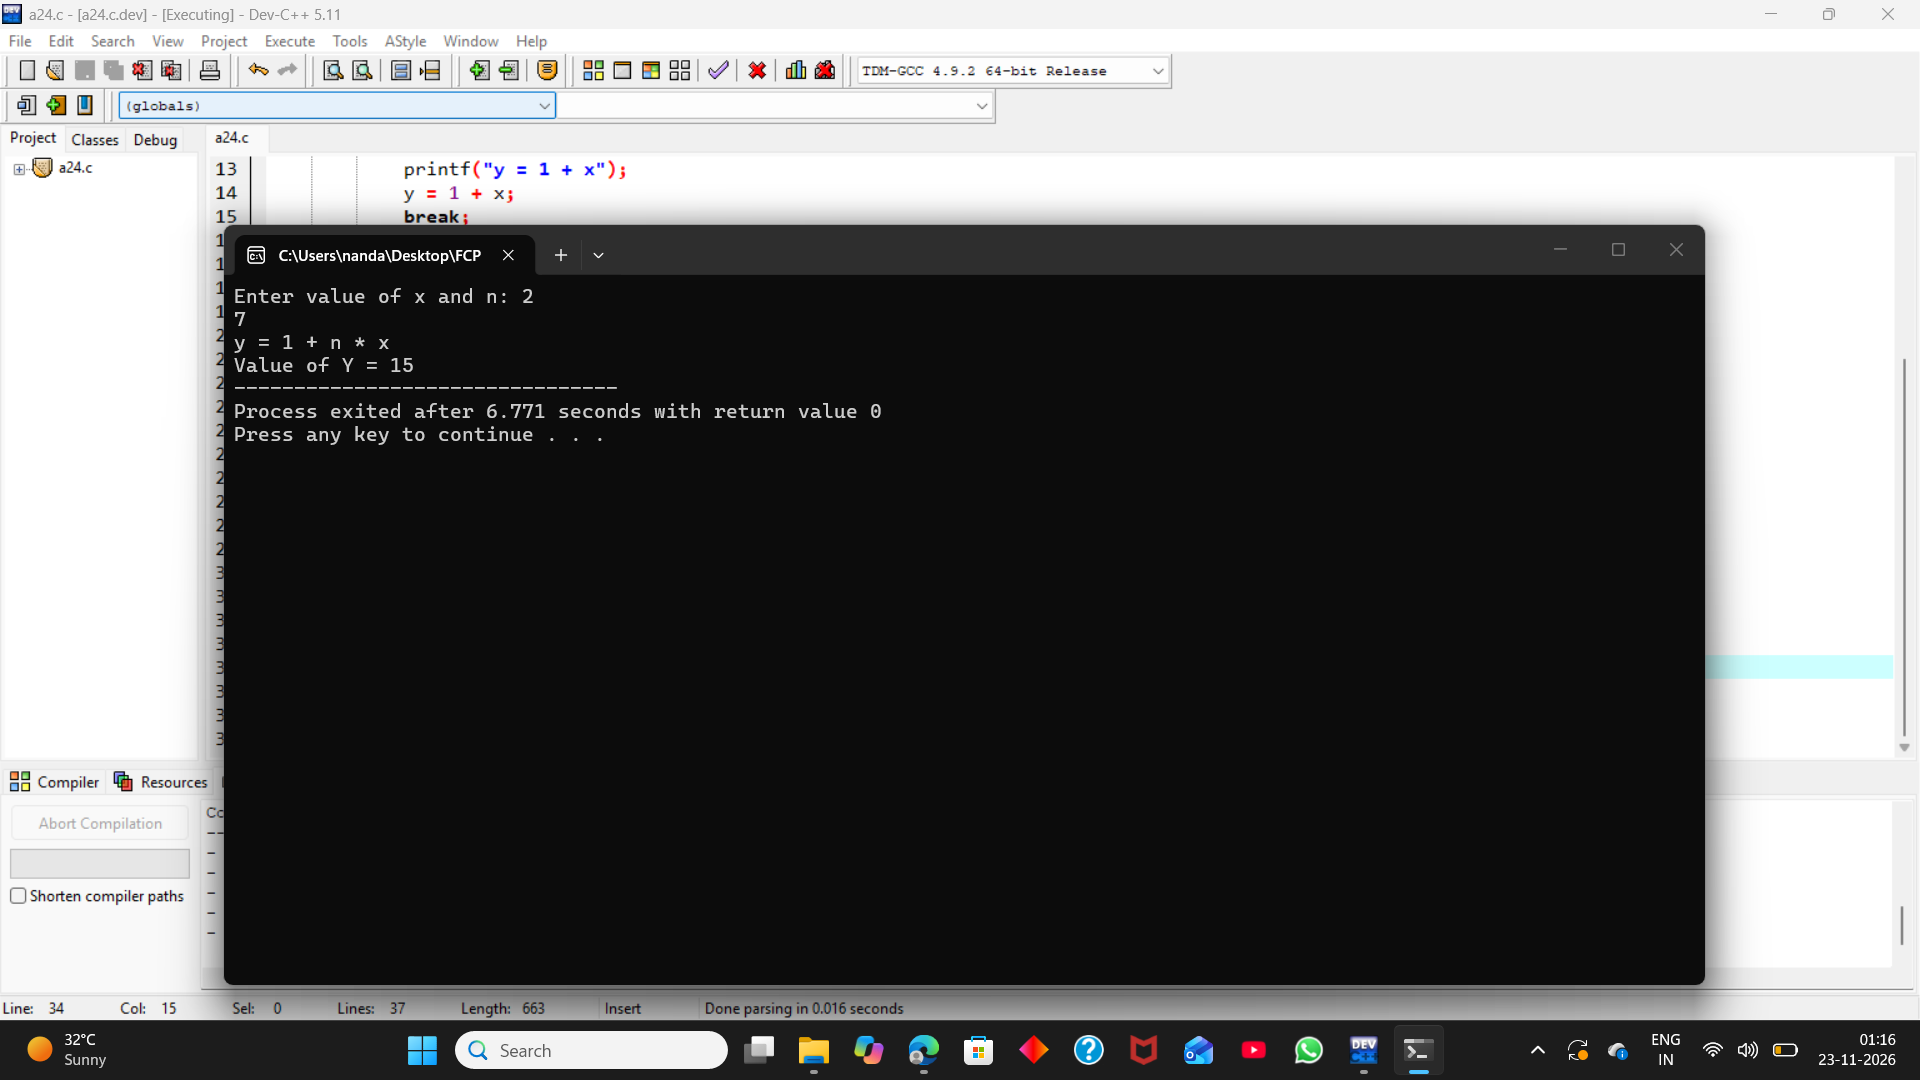 a24.c - [a24.c.dev] - [Executing] - Dev-C++ 5.11
File Edit Search View Project Execute Tools AStyle Window Help
TDM-GCC 4.9.2 64-bit Release
(globals)
Project Classes Debug
a24.c
a24.c
13 printf("y = 1 + x");
14 y = 1 + x;
15 break;
C:\Users\nanda\Desktop\FCP
Enter value of x and n: 2
7
y = 1 + n * x
Value of Y = 15
--------------------------------
Process exited after 6.771 seconds with return value 0
Press any key to continue . . .
Compiler Resources
Abort Compilation
Shorten compiler paths
Line: 34 Col: 15 Sel: 0 Lines: 37 Length: 663 Insert Done parsing in 0.016 seconds
32°C
Sunny
Search
DEV
ENG
IN
01:16
23-11-2026